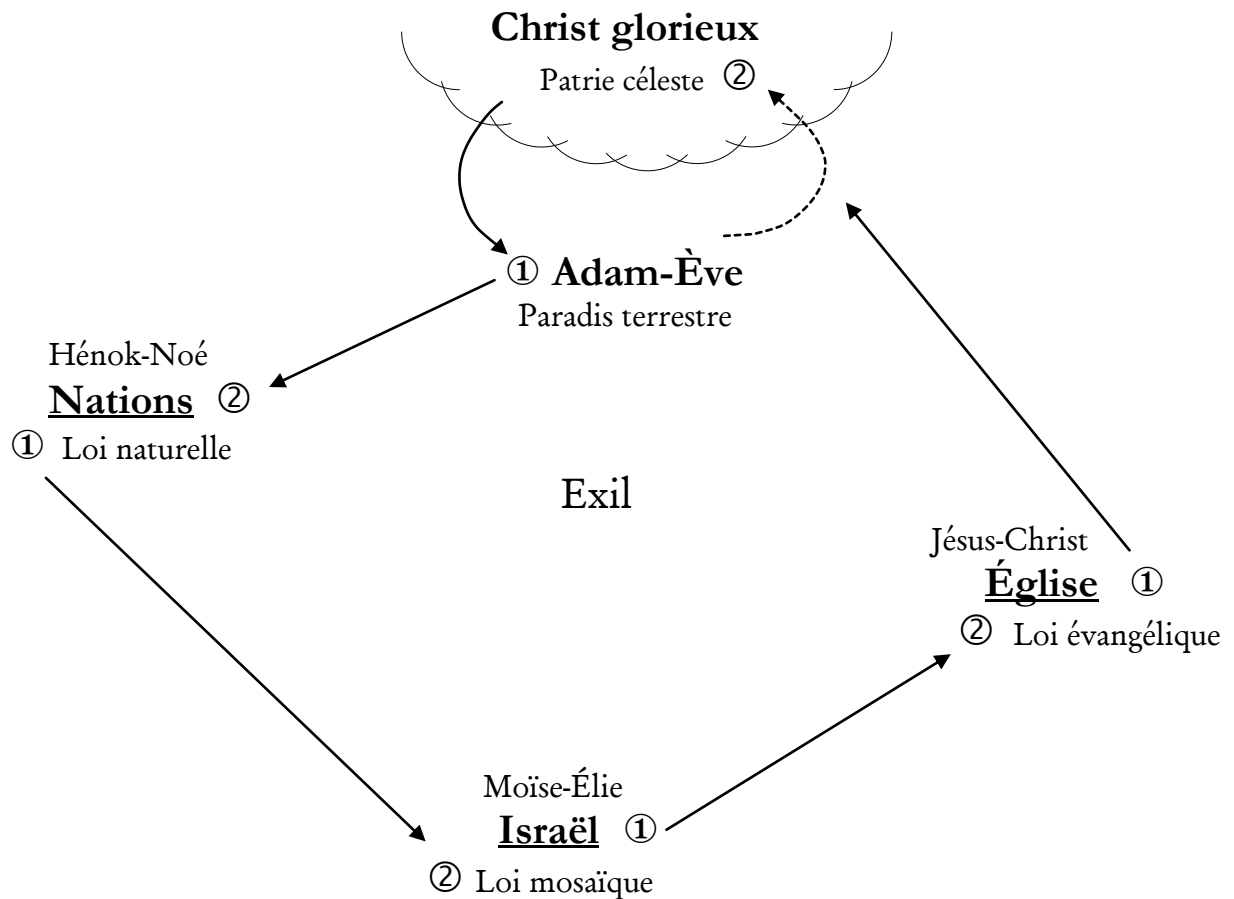 Christ glorieux
Patrie céleste ②
① Adam-Ève
Paradis terrestre
Hénok-Noé
Nations ②
① Loi naturelle
Exil
Jésus-Christ
Église ①
② Loi évangélique
Moïse-Élie
Israël ①
② Loi mosaïque